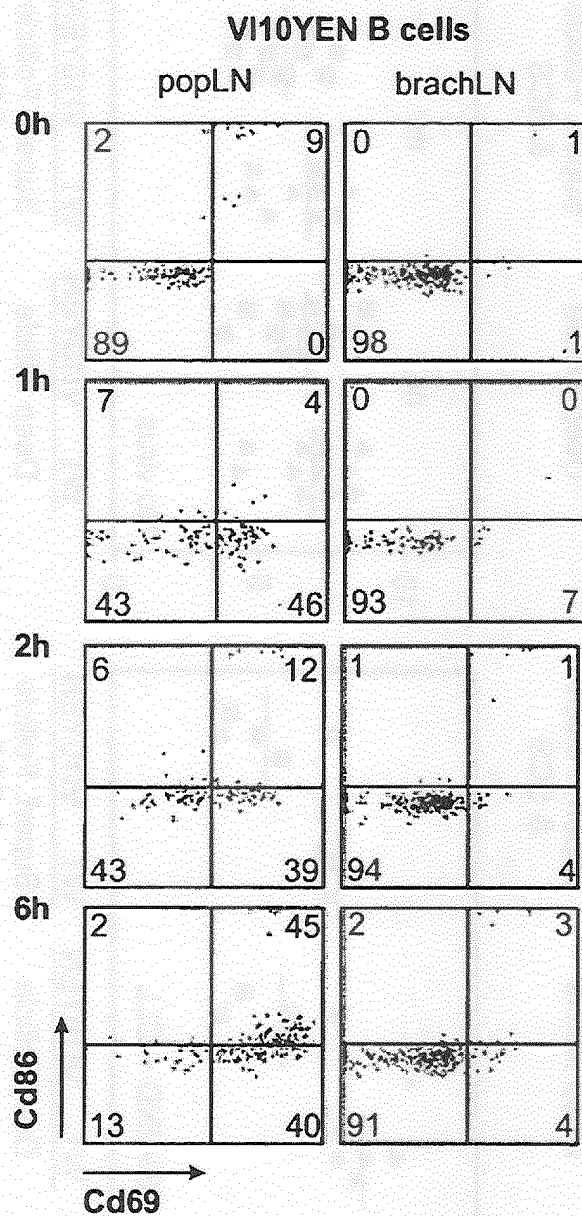 VI10YEN B cells
popLN brachLN
0h
2 9 0 1
89 0 98 .1
1h
7 4 0 0
43 46 93 7
2h
6 12 1 1
43 39 94 4
6h
2 45 2 3
13 40 91 4
Cd86
Cd69